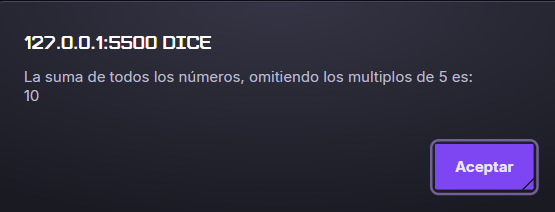 127.0.0.1:5500 DICE
La suma de todos los números, omitiendo los multiplos de 5 es:
10
Aceptar